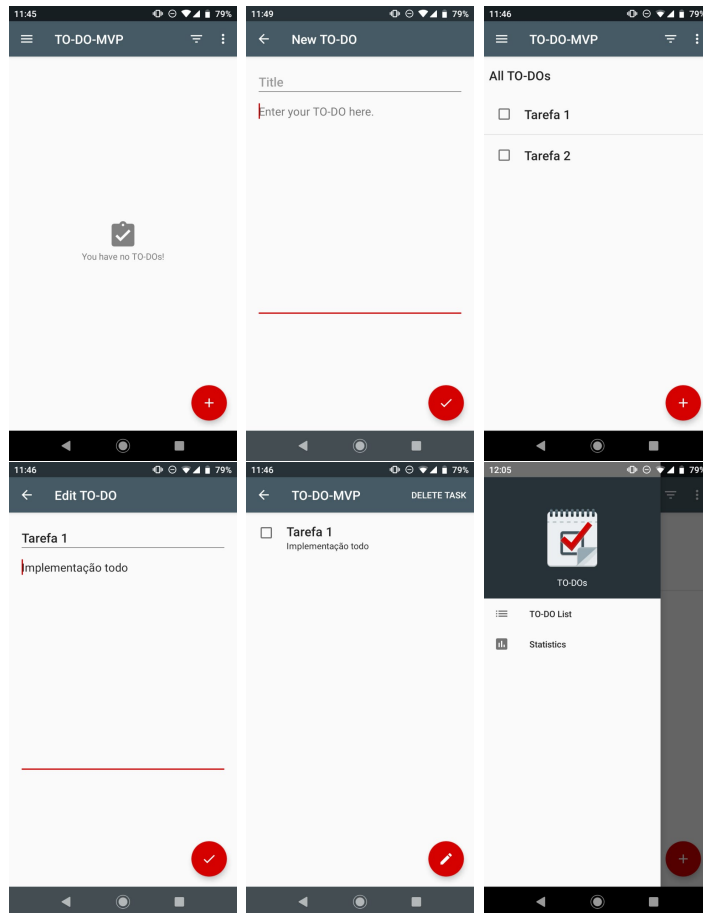 11:45 79%
TO-DO-MVP
You have no TO-DOs!
11:49 79%
New TO-DO
Title
Enter your TO-DO here.
11:46 79%
TO-DO-MVP
All TO-DOs
Tarefa 1
Tarefa 2
11:46 79%
Edit TO-DO
Tarefa 1
Implementação todo
11:46 79%
TO-DO-MVP DELETE TASK
Tarefa 1
Implementação todo
12:05 79%
TO-DOs
TO-DO List
Statistics